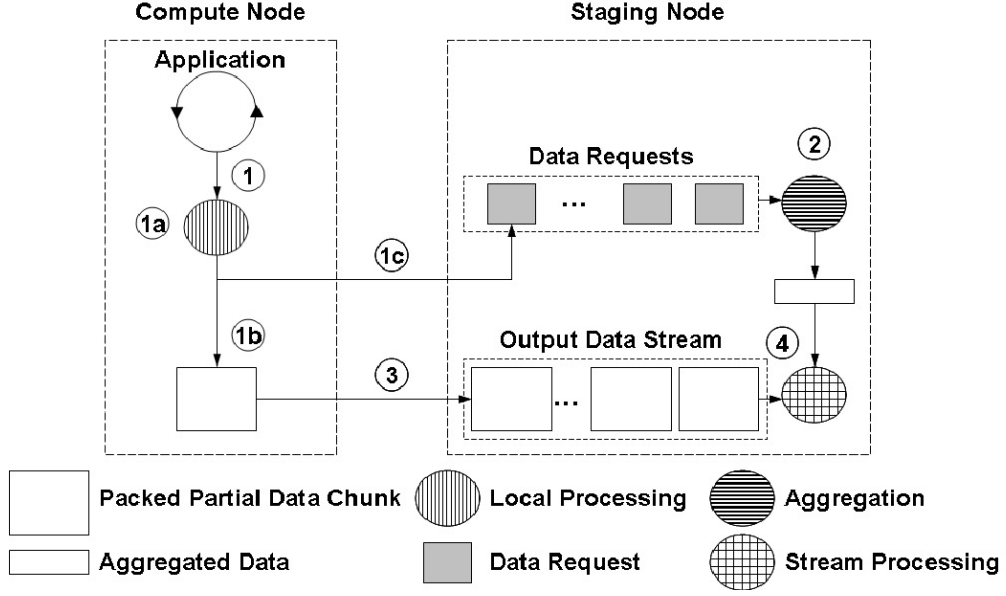 Compute Node
Staging Node
Application
1
1a
1c
1b
Data Requests
...
2
3
Output Data Stream
...
4
Packed Partial Data Chunk
Local Processing
Aggregation
Aggregated Data
Data Request
Stream Processing